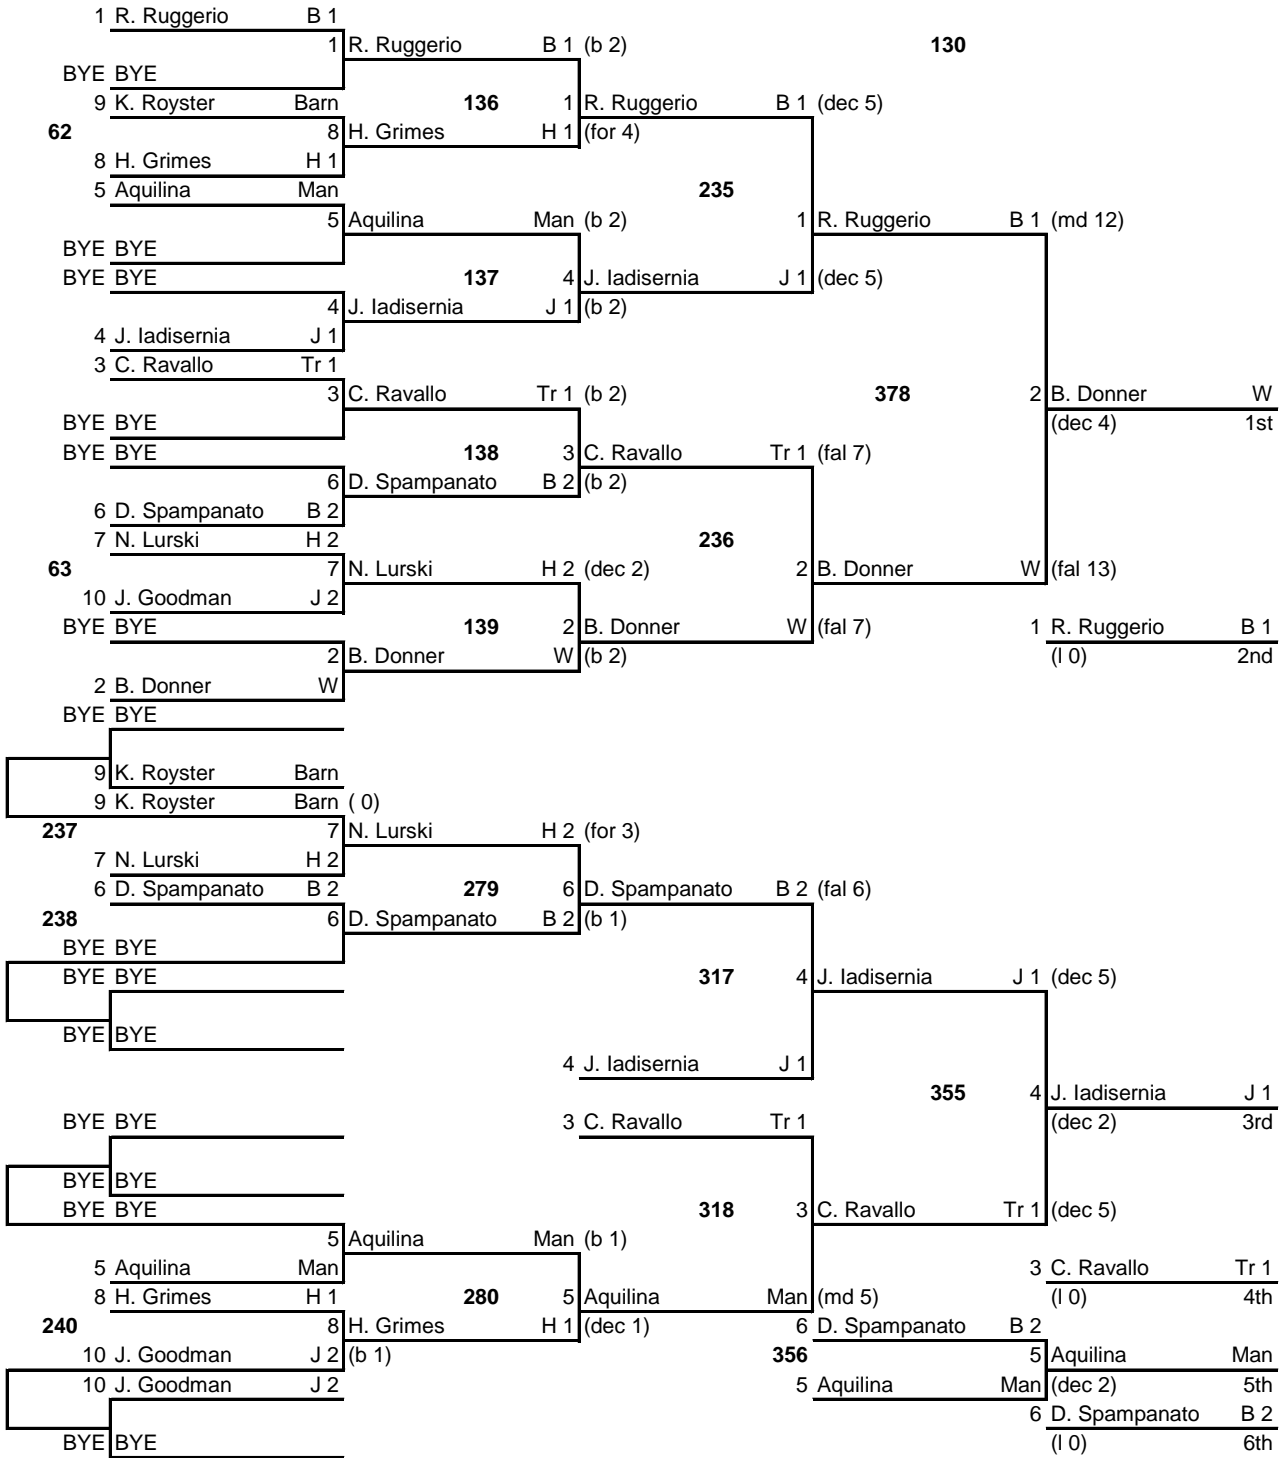 1 R. Ruggerio B 1
1 R. Ruggerio B 1 (b 2) 130
BYE BYE
9 K. Royster Barn 136 1 R. Ruggerio B 1 (dec 5)
62 8 H. Grimes H 1 (for 4)
8 H. Grimes H 1
5 Aquilina Man 235
5 Aquilina Man (b 2) 1 R. Ruggerio B 1 (md 12)
BYE BYE
BYE BYE 137 4 J. Iadisernia J 1 (dec 5)
4 J. Iadisernia J 1 (b 2)
4 J. Iadisernia J 1
3 C. Ravallo Tr 1
3 C. Ravallo Tr 1 (b 2) 378 2 B. Donner W
BYE BYE (dec 4) 1st
BYE BYE 138 3 C. Ravallo Tr 1 (fal 7)
6 D. Spampanato B 2 (b 2)
6 D. Spampanato B 2
7 N. Lurski H 2 236
63 7 N. Lurski H 2 (dec 2) 2 B. Donner W (fal 13)
10 J. Goodman J 2
BYE BYE 139 2 B. Donner W (fal 7) 1 R. Ruggerio B 1
2 B. Donner W (b 2) (l 0) 2nd
2 B. Donner W
BYE BYE
9 K. Royster Barn
9 K. Royster Barn ( 0)
237 7 N. Lurski H 2 (for 3)
7 N. Lurski H 2
6 D. Spampanato B 2 279 6 D. Spampanato B 2 (fal 6)
238 6 D. Spampanato B 2 (b 1)
BYE BYE
BYE BYE 317 4 J. Iadisernia J 1 (dec 5)
BYE BYE
4 J. Iadisernia J 1
355 4 J. Iadisernia J 1
BYE BYE 3 C. Ravallo Tr 1 (dec 2) 3rd
BYE BYE
BYE BYE 318 3 C. Ravallo Tr 1 (dec 5)
5 Aquilina Man (b 1)
5 Aquilina Man 3 C. Ravallo Tr 1
8 H. Grimes H 1 280 5 Aquilina Man (md 5) (l 0) 4th
240 8 H. Grimes H 1 (dec 1) 6 D. Spampanato B 2
10 J. Goodman J 2 (b 1) 356 5 Aquilina Man
10 J. Goodman J 2 5 Aquilina Man (dec 2) 5th
6 D. Spampanato B 2
BYE BYE (l 0) 6th